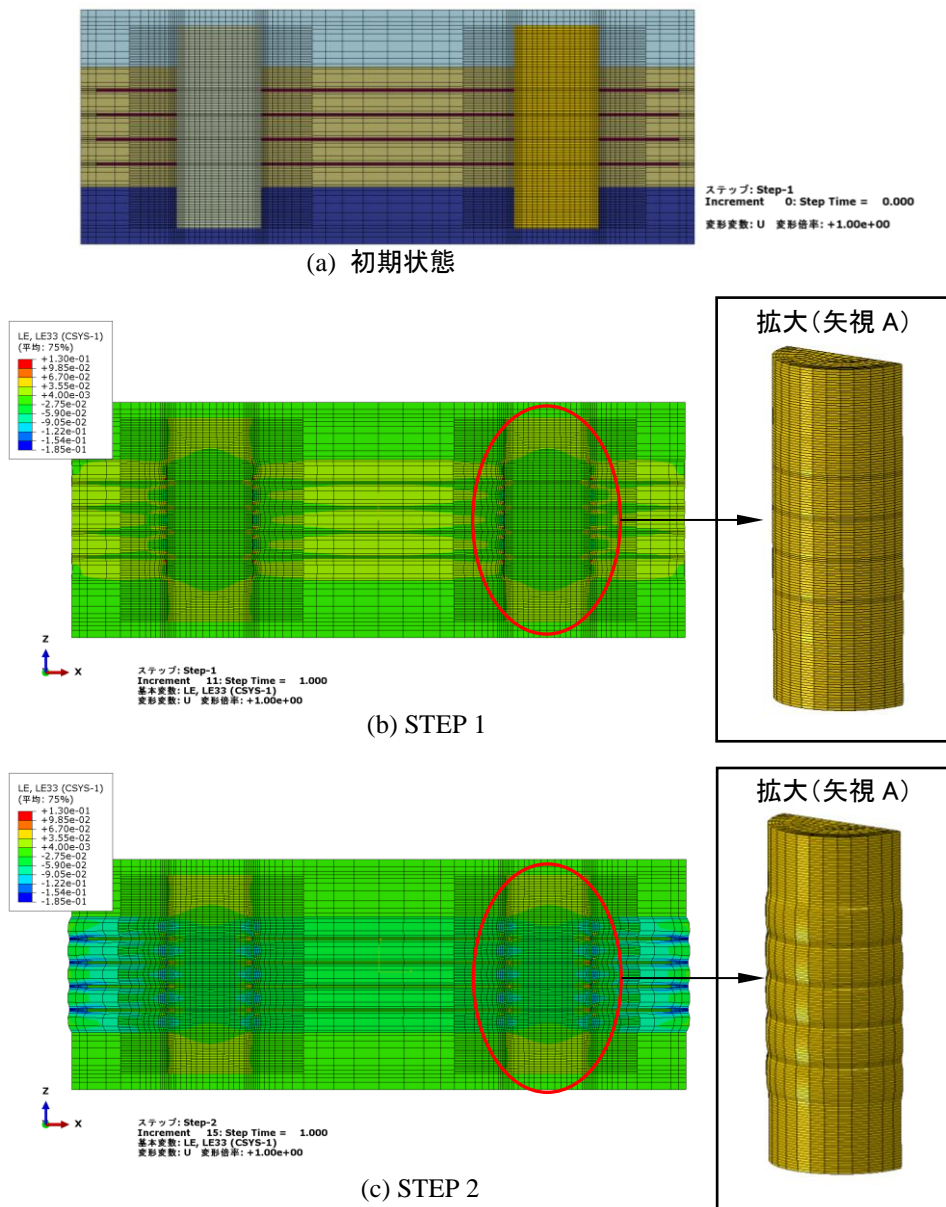 ステップ: Step-1
Increment 0: Step Time = 0.000
変形変数: U 変形倍率: +1.00e+00
(a) 初期状態
LE, LE33 (CSYS-1)
(平均: 75%)
+1.30e-01
+9.85e-02
+6.70e-02
+3.55e-02
+4.00e-03
-2.75e-02
-5.90e-02
-9.05e-02
-1.22e-01
-1.54e-01
-1.85e-01
拡大(矢視 A)
Z
X
ステップ: Step-1
Increment 11: Step Time = 1.000
基本変数: LE, LE33 (CSYS-1)
変形変数: U 変形倍率: +1.00e+00
(b) STEP 1
LE, LE33 (CSYS-1)
(平均: 75%)
+1.30e-01
+9.85e-02
+6.70e-02
+3.55e-02
+4.00e-03
-2.75e-02
-5.90e-02
-9.05e-02
-1.22e-01
-1.54e-01
-1.85e-01
拡大(矢視 A)
Z
X
ステップ: Step-2
Increment 15: Step Time = 1.000
基本変数: LE, LE33 (CSYS-1)
変形変数: U 変形倍率: +1.00e+00
(c) STEP 2